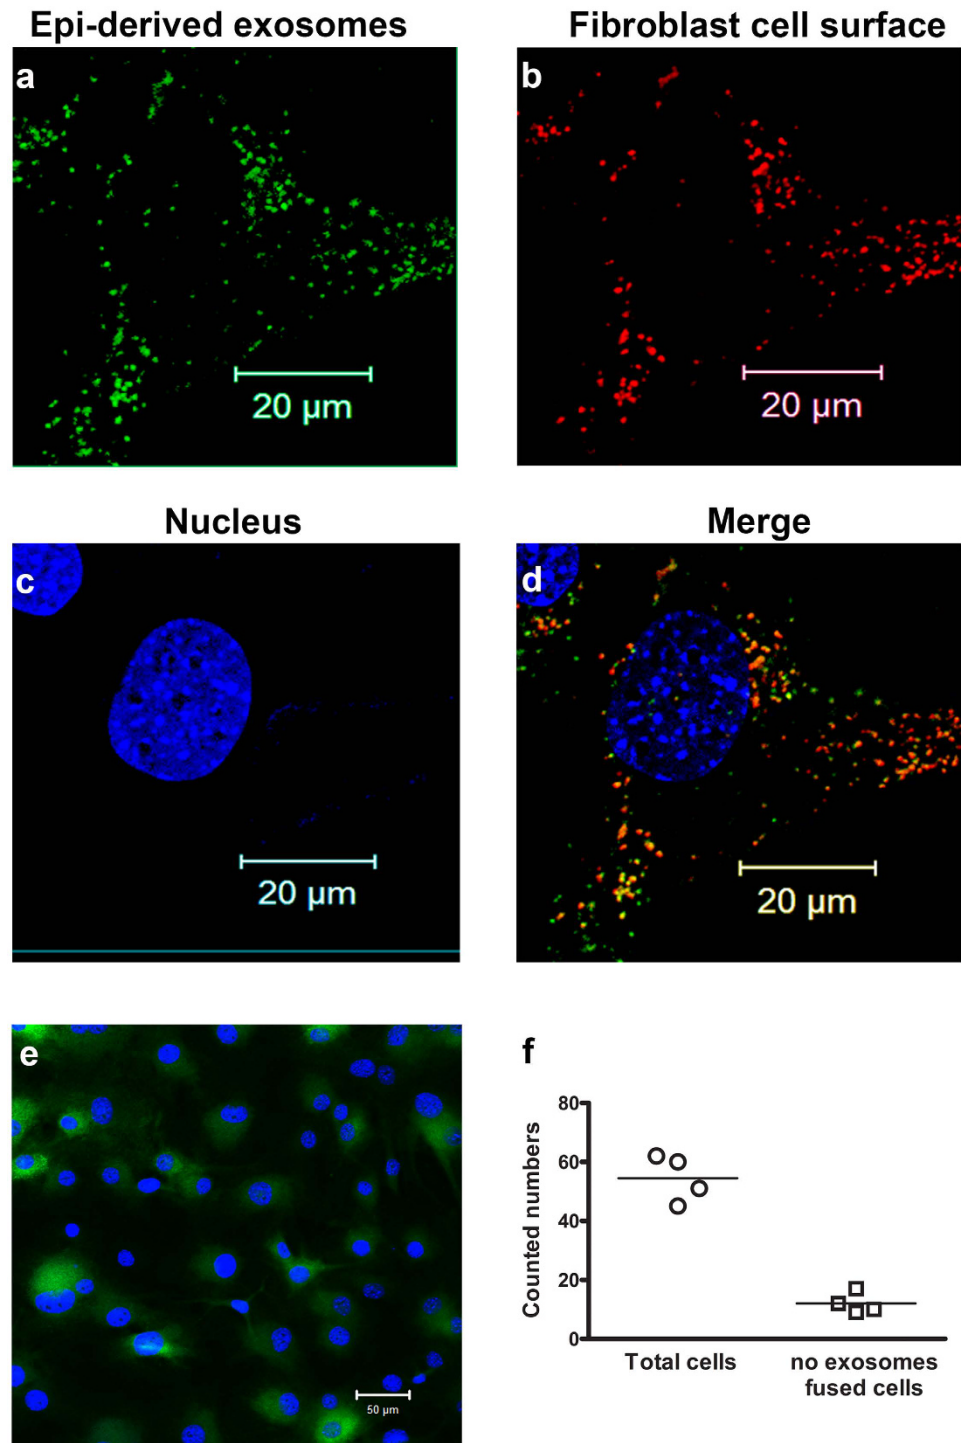 Epi-derived exosomes
Fibroblast cell surface
a
b
20 µm
20 µm
Nucleus
Merge
c
d
20 µm
20 µm
e
f
50 µm
Counted numbers
80
60
40
20
0
Total cells
no exosomes
fused cells